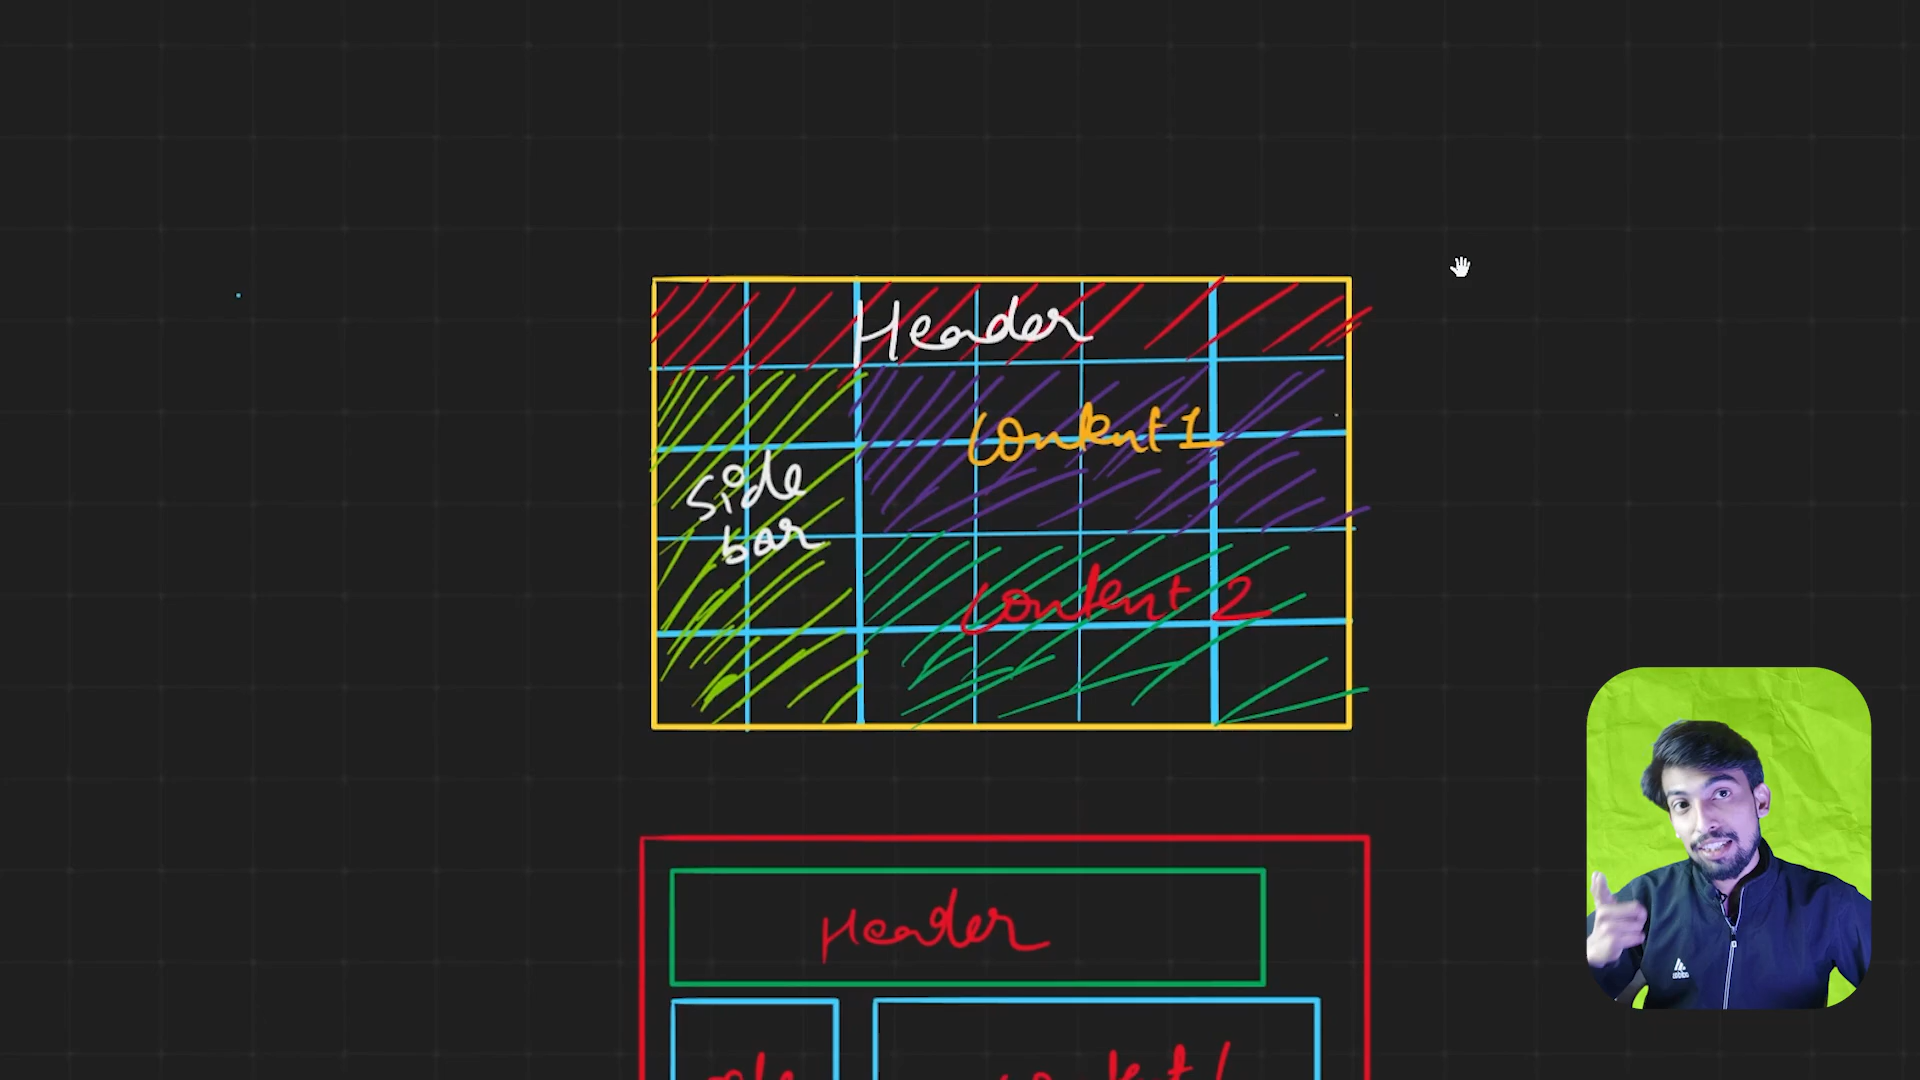 Header
Content 1
Side
bar
Content 2
Header